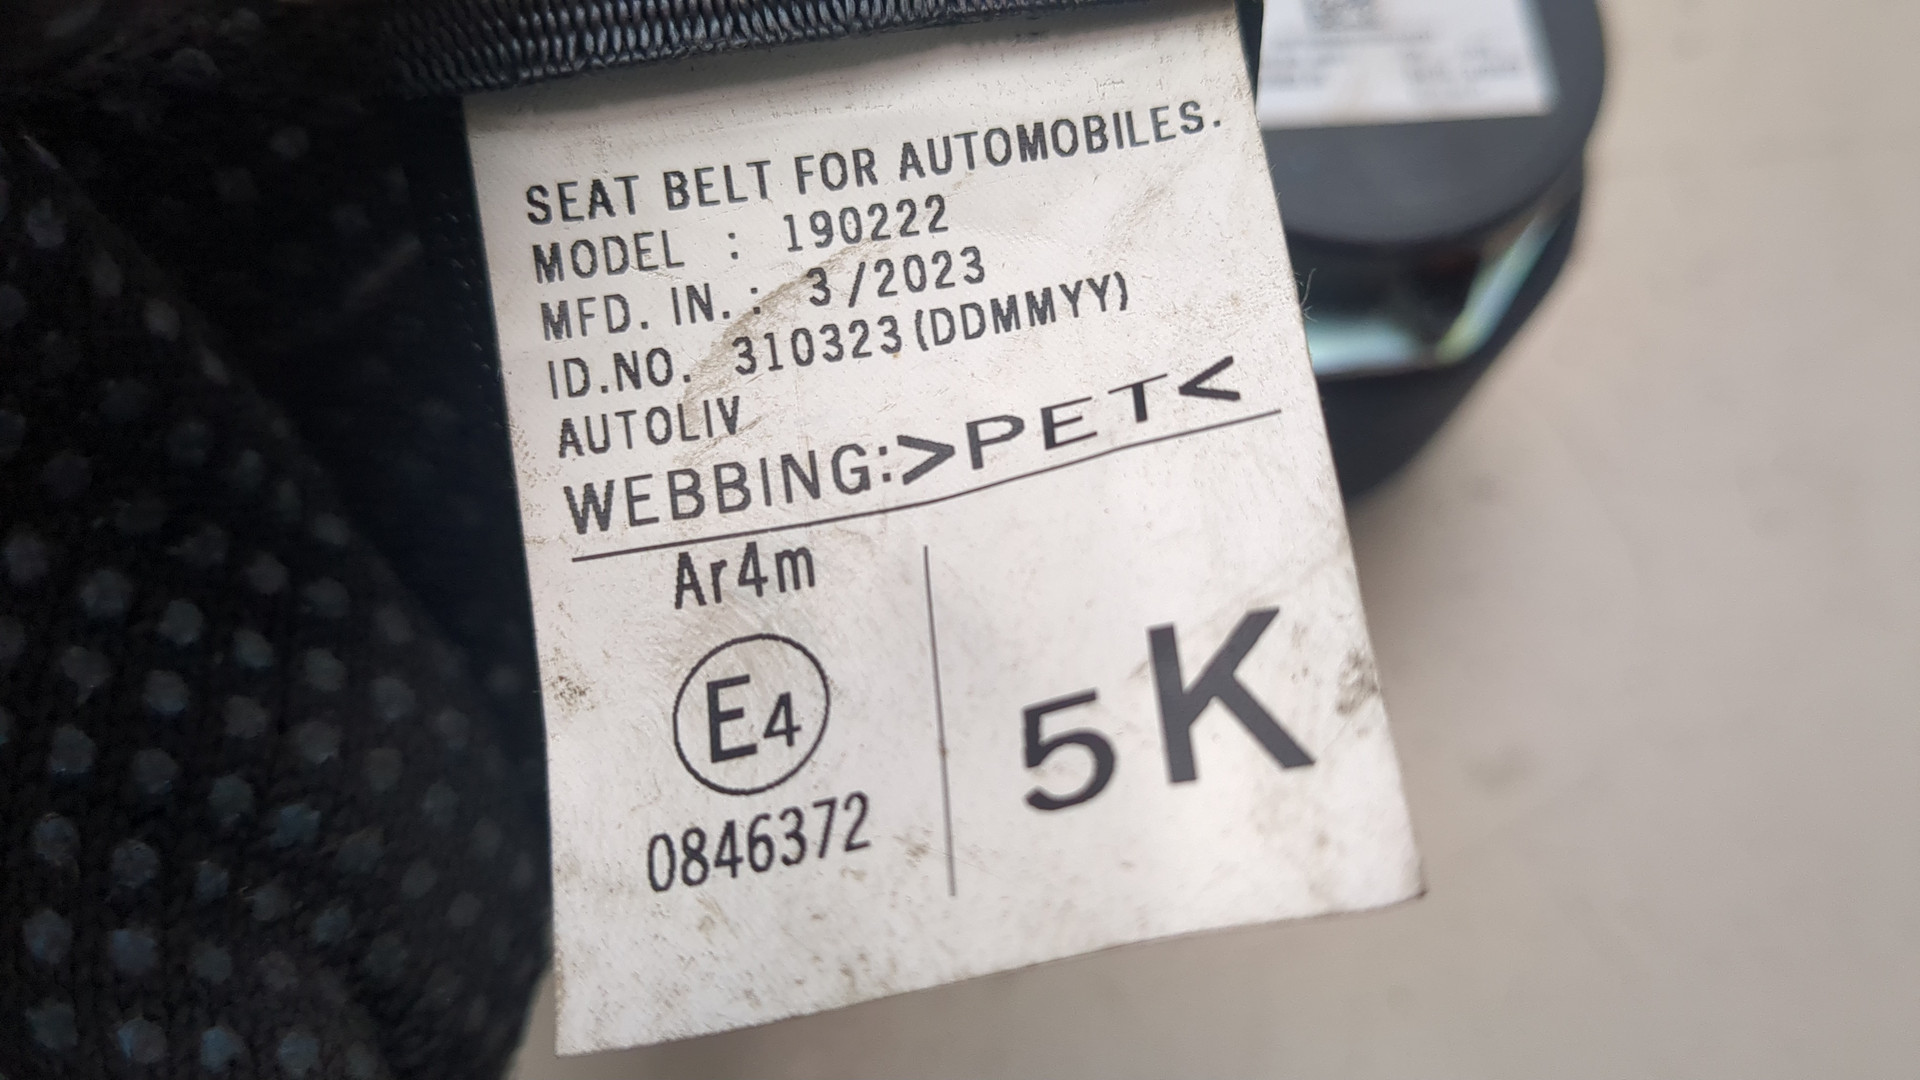 SEAT BELT FOR AUTOMOBILES.
MODEL : 190222
MFD. IN. : 3/2023
ID.NO. 310323(DDMMYY)
AUTOLIV
WEBBING:>PET<
Ar4m
E4
0846372
5K